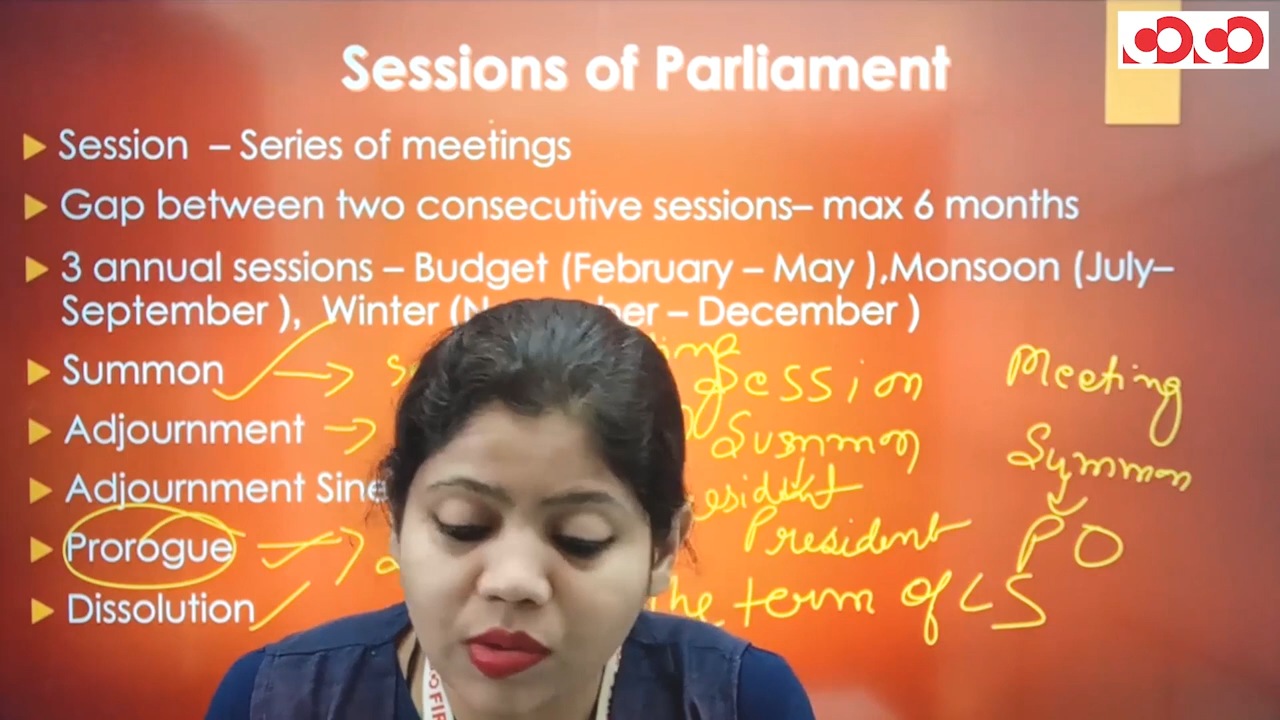 Sessions of Parliament
Session – Series of meetings
Gap between two consecutive sessions– max 6 months
3 annual sessions – Budget (February – May ),Monsoon (July–
September ), Winter ( – December )
Summon → Session Meeting
Adjournment → Summon Summon
Adjournment Sine
Prorogue → President PO
Dissolution the term of LS
FIR